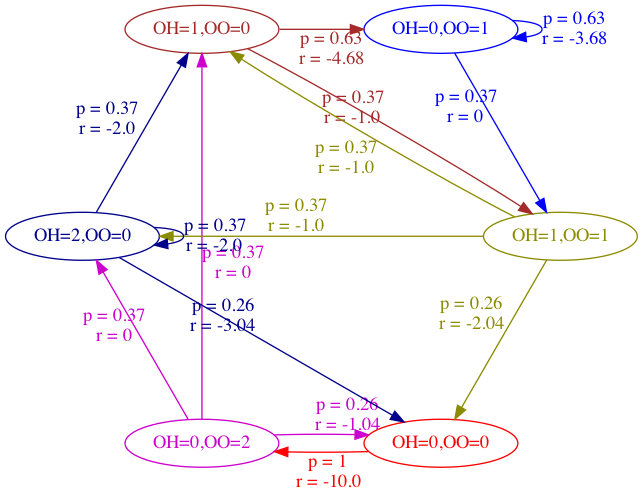 OH=1,OO=0
OH=0,OO=1
p = 0.63
r = -3.68
p = 0.63
r = -4.68
p = 0.37
r = -2.0
p = 0.37
r = -1.0
p = 0.37
r = 0
p = 0.37
r = -1.0
p = 0.37
r = -1.0
OH=2,OO=0
p = 0.37
r = -2.0
OH=1,OO=1
p = 0.37
r = 0
p = 0.37
r = 0
p = 0.26
r = -3.04
p = 0.26
r = -2.04
p = 0.26
r = -1.04
OH=0,OO=2
OH=0,OO=0
p = 1
r = -10.0